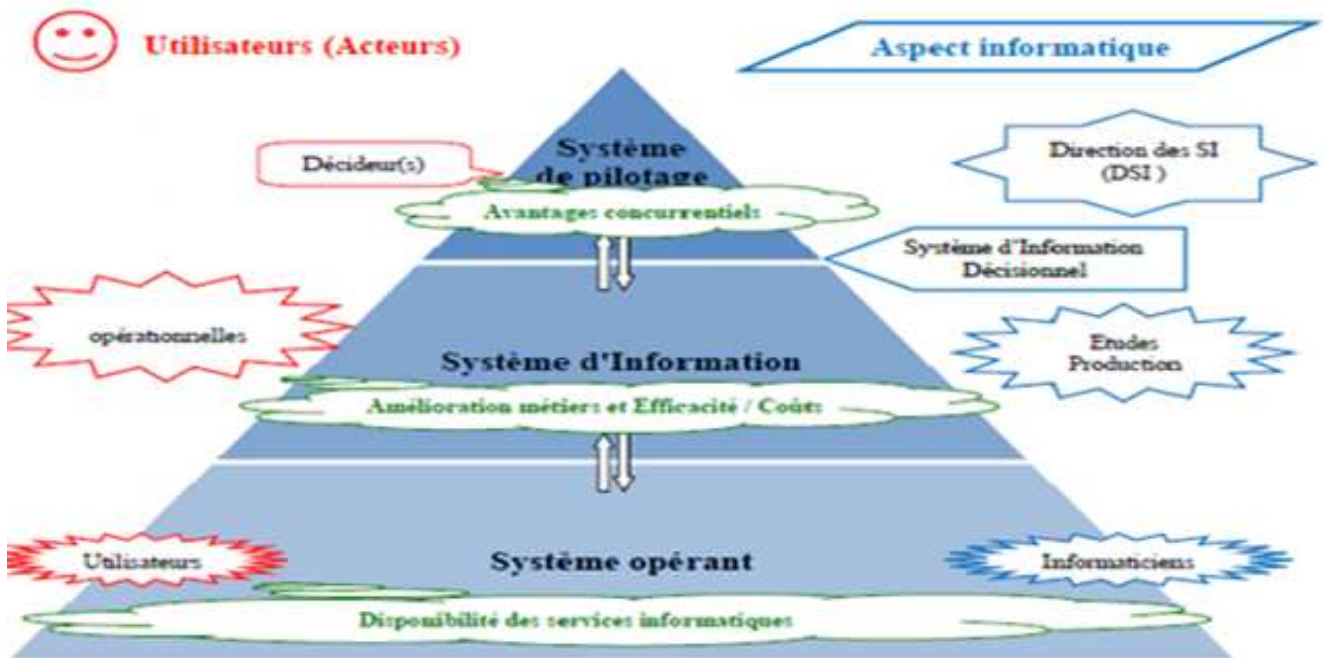 Utilisateurs (Acteurs)
Aspect informatique
Système
de pilotage
Décideur(s)
Direction des SI
(DSI )
Avantages concurrentiels
Système d'Information
Décisionnel
opérationnelles
Etudes
Production
Système d'Information
Amélioration métiers et Efficacité / Coûts
Utilisateurs
Système opérant
Informaticiens
Disponibilité des services informatiques